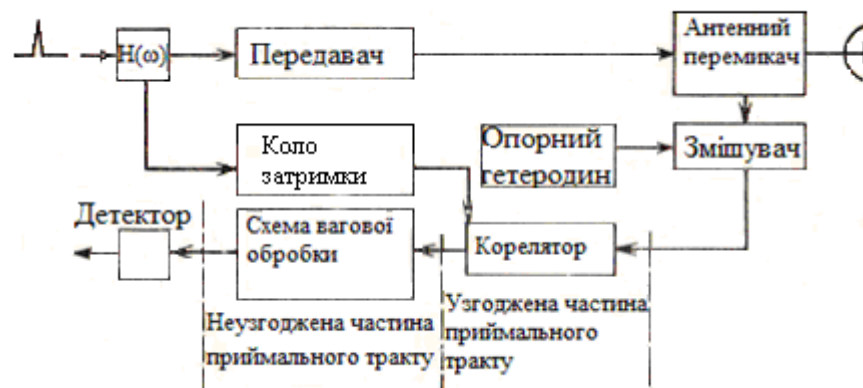 H(ω)
Передавач
Антенний
перемикач
Коло
затримки
Опорний
гетеродин
Змішувач
Детектор
Схема вагової
обробки
Корелятор
Неузгоджена частина
приймального тракту
Узгоджена частина
приймального
тракту